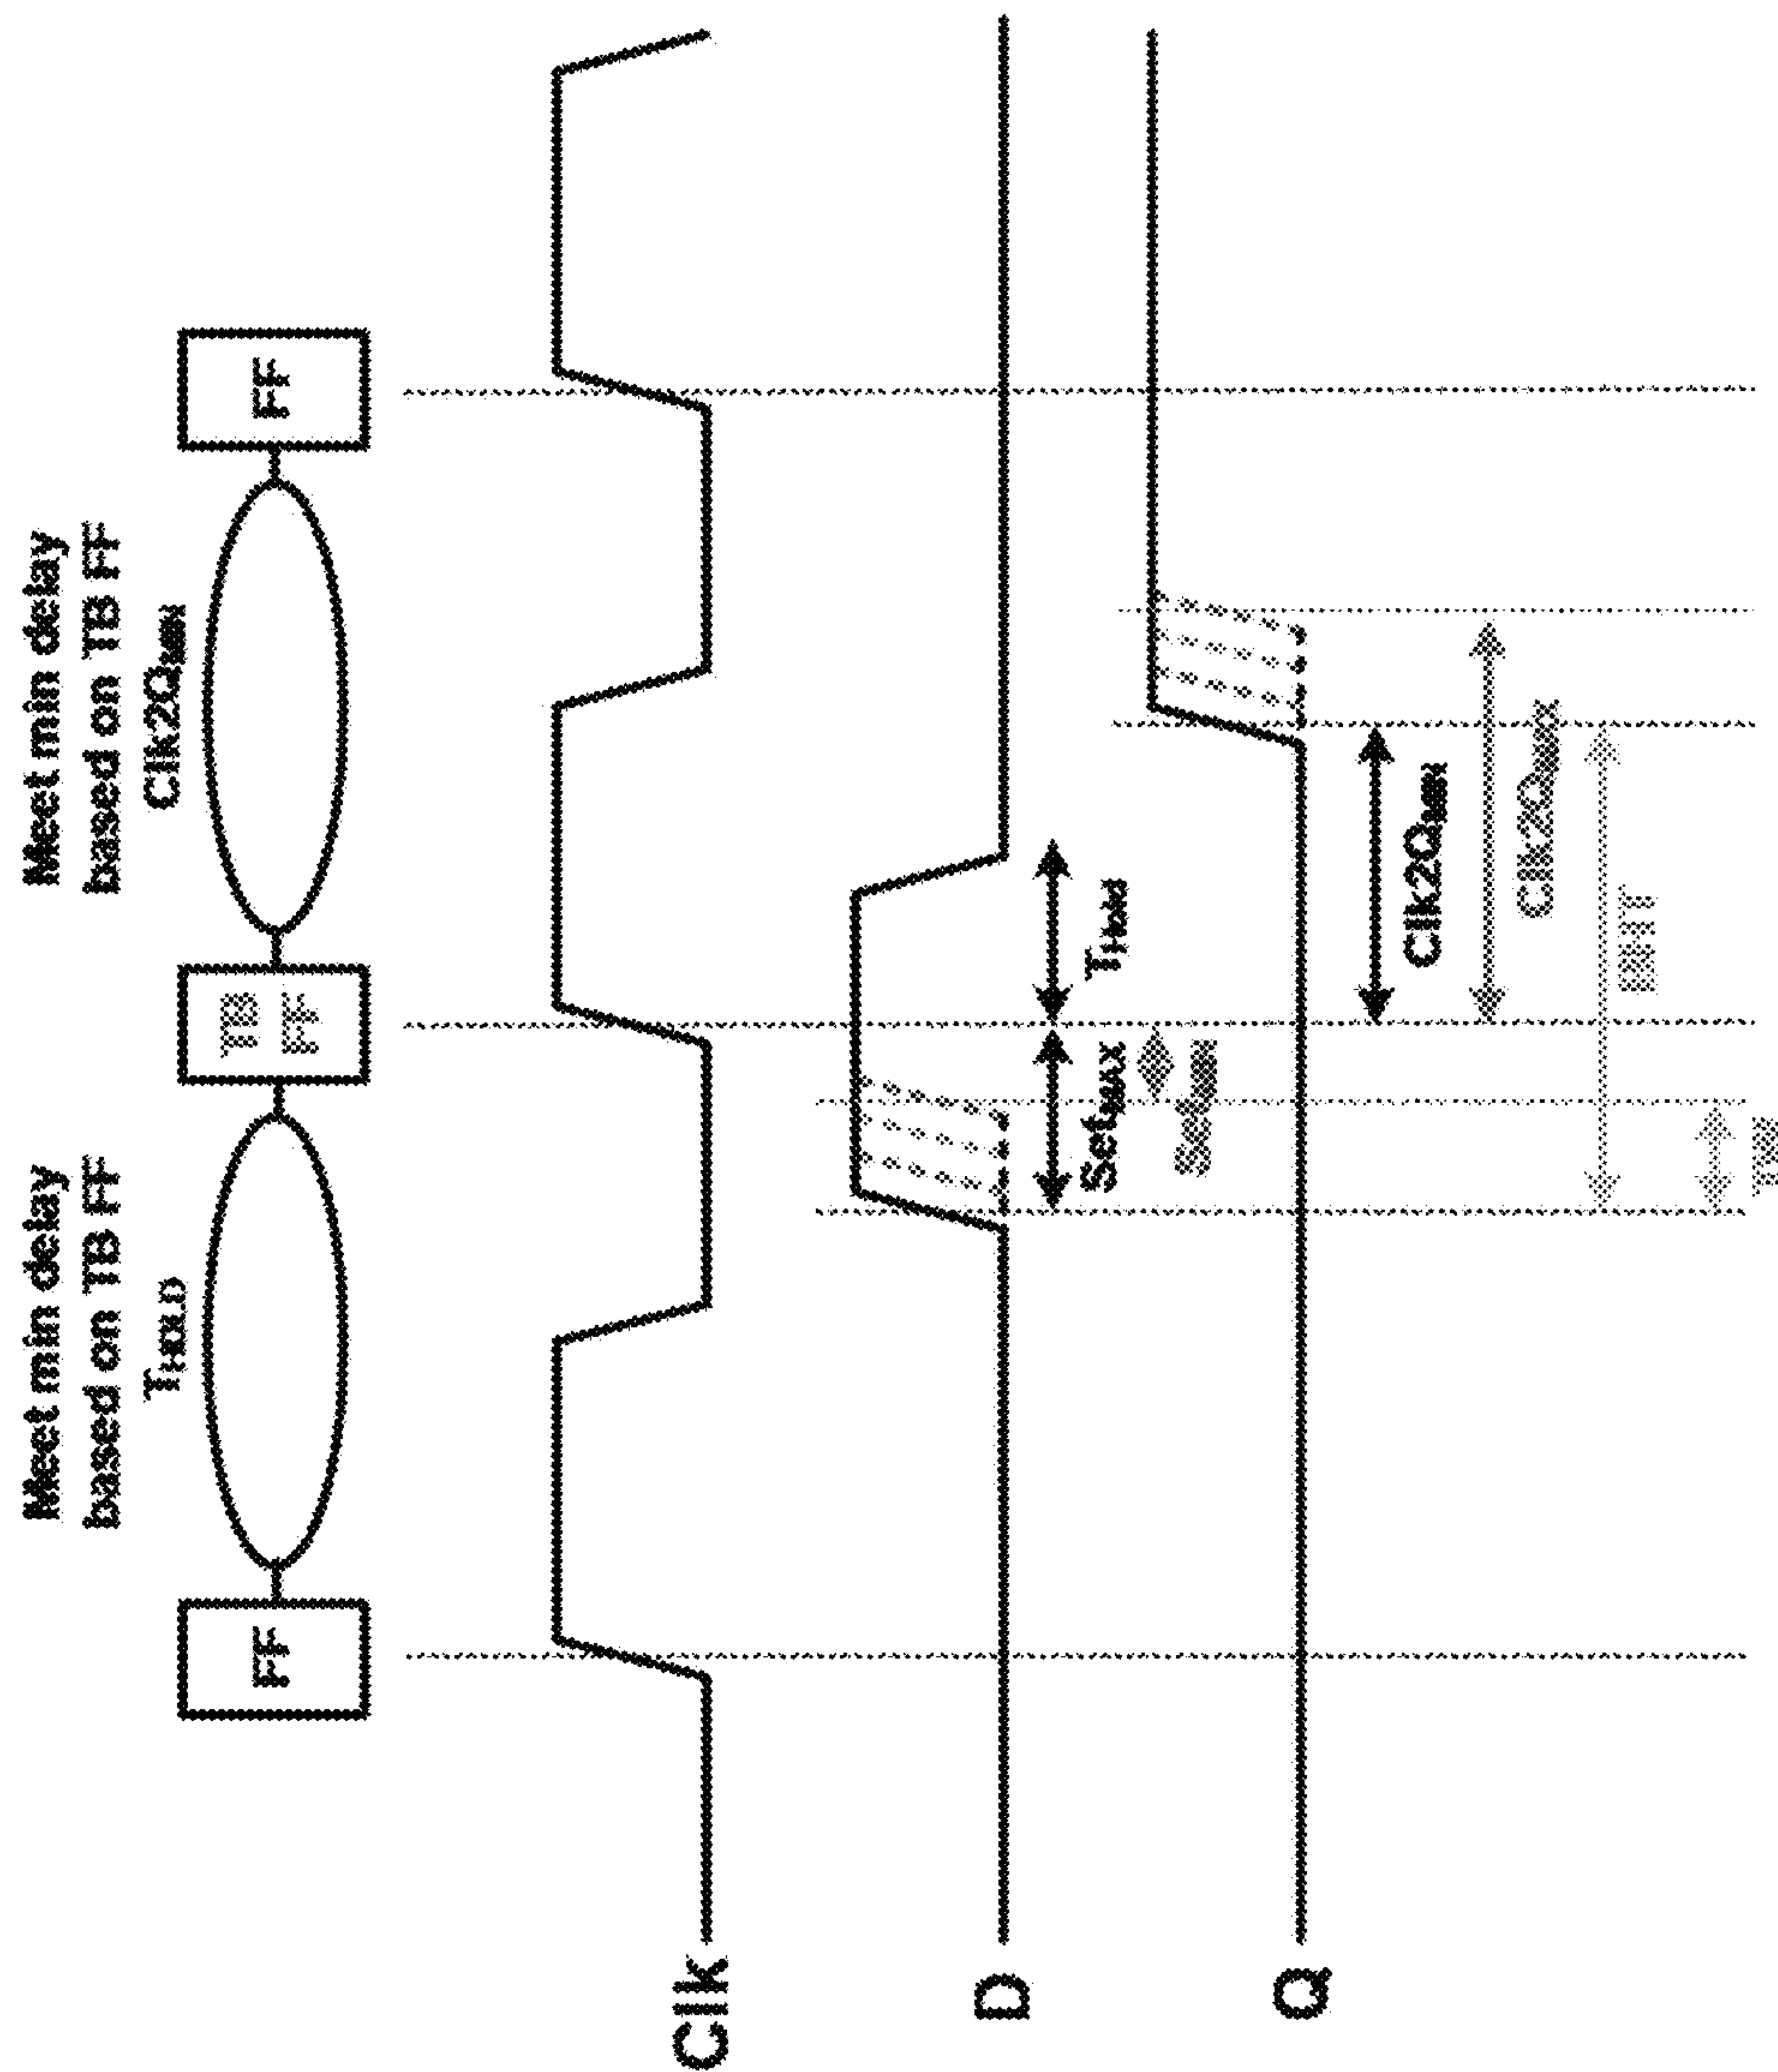 Meet min delay
based on TB FF
THOLD
Meet min delay
based on TB FF
Clk2QMIN
FF
TB
FF
FF
Clk
D
SetMAX
THold
SetMIN
Q
Clk2QMIN
Clk2QMAX